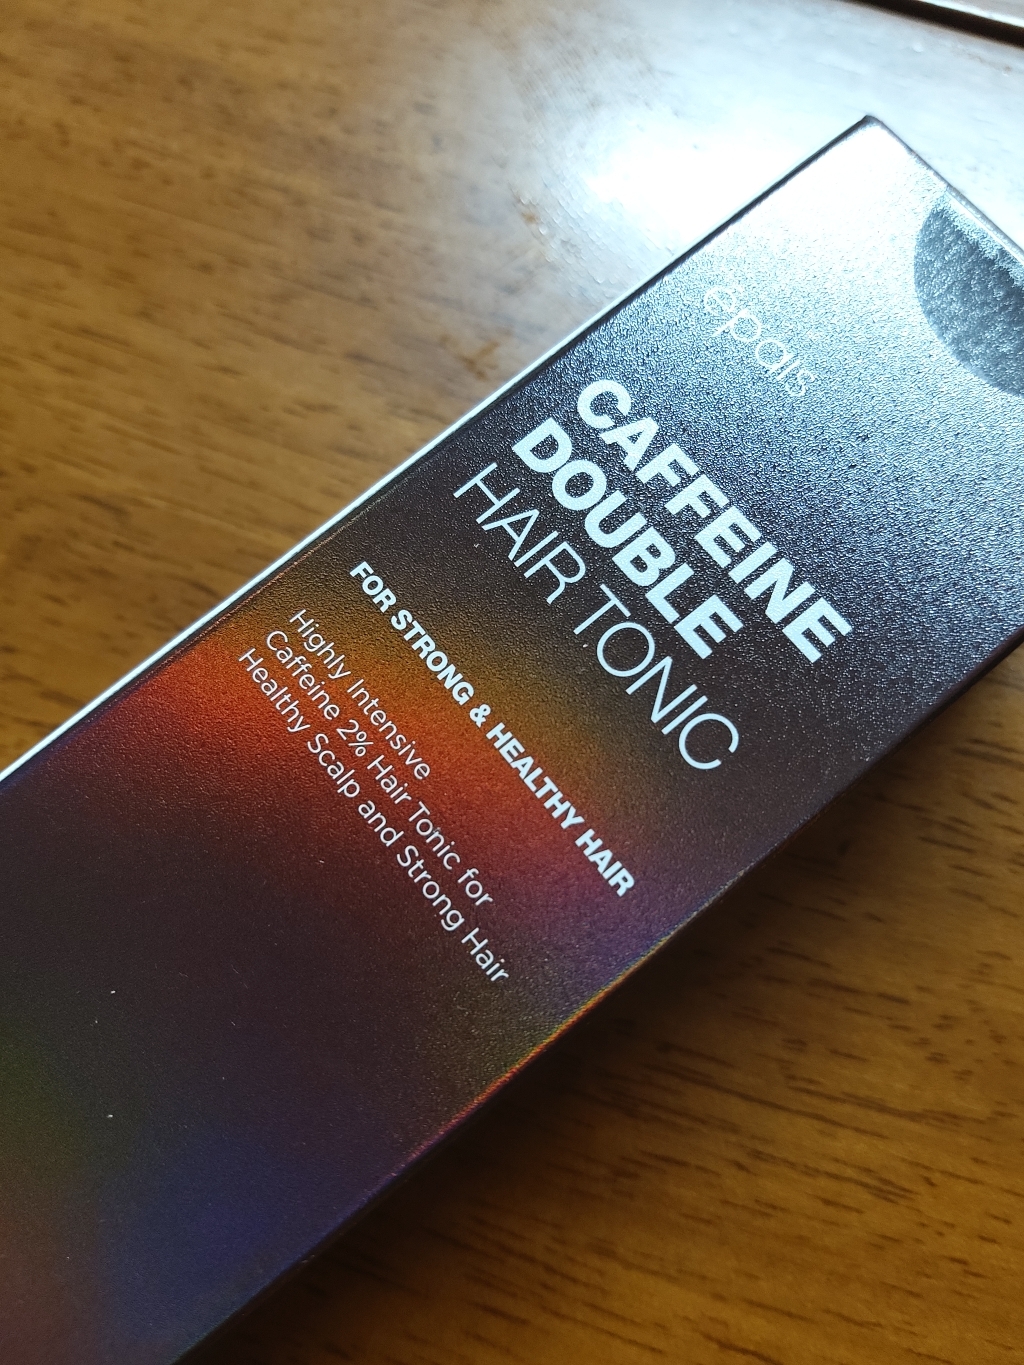 épais
CAFFEINE
DOUBLE
HAIR TONIC
FOR STRONG & HEALTHY HAIR
Highly Intensive
Caffeine 2% Hair Tonic for
Healthy Scalp and Strong Hair